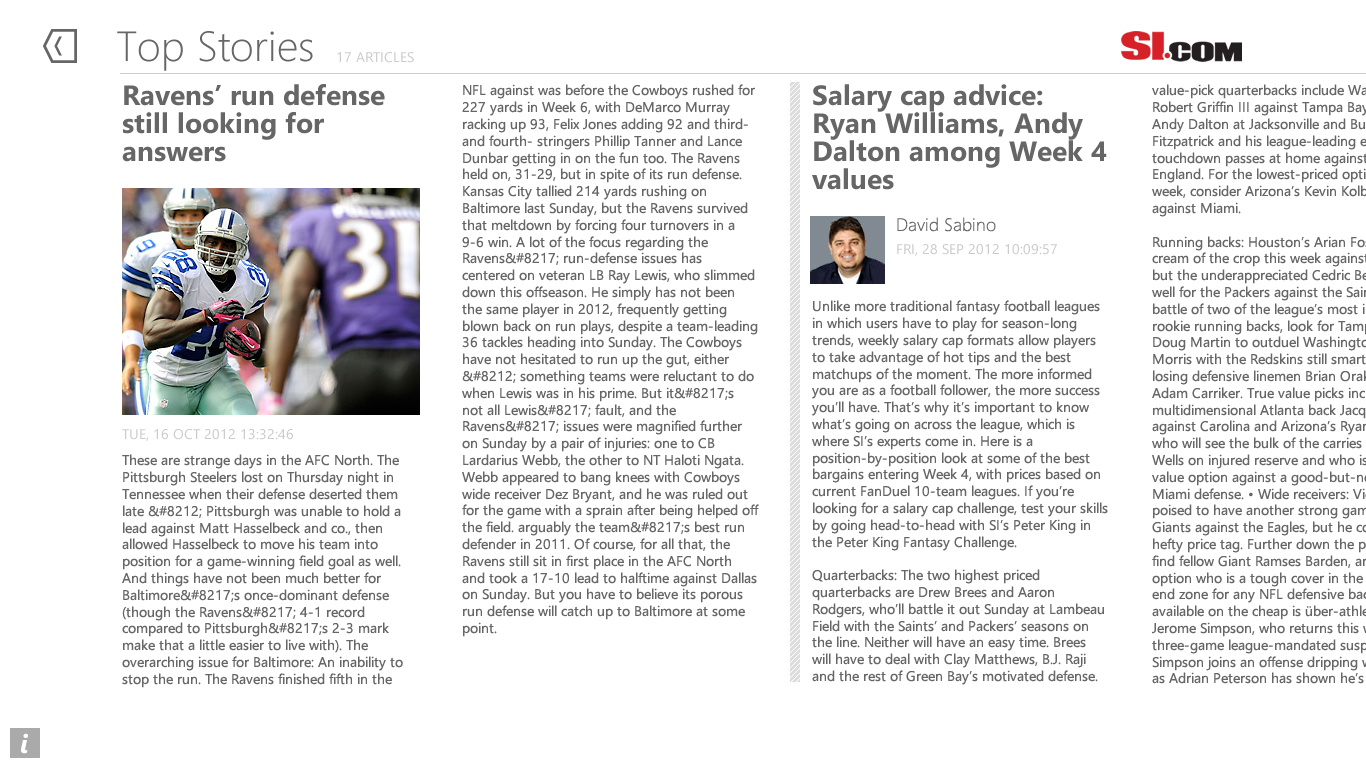 Top Stories 17 ARTICLES
SI.COM
Ravens’ run defense
still looking for
answers
9
28
28
31
TUE, 16 OCT 2012 13:32:46
These are strange days in the AFC North. The
Pittsburgh Steelers lost on Thursday night in
Tennessee when their defense deserted them
late &#8212; Pittsburgh was unable to hold a
lead against Matt Hasselbeck and co., then
allowed Hasselbeck to move his team into
position for a game-winning field goal as well.
And things have not been much better for
Baltimore&#8217;s once-dominant defense
(though the Ravens&#8217; 4-1 record
compared to Pittsburgh&#8217;s 2-3 mark
make that a little easier to live with). The
overarching issue for Baltimore: An inability to
stop the run. The Ravens finished fifth in the
NFL against was before the Cowboys rushed for
227 yards in Week 6, with DeMarco Murray
racking up 93, Felix Jones adding 92 and third-
and fourth- stringers Phillip Tanner and Lance
Dunbar getting in on the fun too. The Ravens
held on, 31-29, but in spite of its run defense.
Kansas City tallied 214 yards rushing on
Baltimore last Sunday, but the Ravens survived
that meltdown by forcing four turnovers in a
9-6 win. A lot of the focus regarding the
Ravens&#8217; run-defense issues has
centered on veteran LB Ray Lewis, who slimmed
down this offseason. He simply has not been
the same player in 2012, frequently getting
blown back on run plays, despite a team-leading
36 tackles heading into Sunday. The Cowboys
have not hesitated to run up the gut, either
&#8212; something teams were reluctant to do
when Lewis was in his prime. But it&#8217;s
not all Lewis&#8217; fault, and the
Ravens&#8217; issues were magnified further
on Sunday by a pair of injuries: one to CB
Lardarius Webb, the other to NT Haloti Ngata.
Webb appeared to bang knees with Cowboys
wide receiver Dez Bryant, and he was ruled out
for the game with a sprain after being helped off
the field. arguably the team&#8217;s best run
defender in 2011. Of course, for all that, the
Ravens still sit in first place in the AFC North
and took a 17-10 lead to halftime against Dallas
on Sunday. But you have to believe its porous
run defense will catch up to Baltimore at some
point.
Salary cap advice:
Ryan Williams, Andy
Dalton among Week 4
values
David Sabino
FRI, 28 SEP 2012 10:09:57
Unlike more traditional fantasy football leagues
in which users have to play for season-long
trends, weekly salary cap formats allow players
to take advantage of hot tips and the best
matchups of the moment. The more informed
you are as a football follower, the more success
you’ll have. That’s why it’s important to know
what’s going on across the league, which is
where SI’s experts come in. Here is a
position-by-position look at some of the best
bargains entering Week 4, with prices based on
current FanDuel 10-team leagues. If you’re
looking for a salary cap challenge, test your skills
by going head-to-head with SI’s Peter King in
the Peter King Fantasy Challenge.
Quarterbacks: The two highest priced
quarterbacks are Drew Brees and Aaron
Rodgers, who’ll battle it out Sunday at Lambeau
Field with the Saints’ and Packers’ seasons on
the line. Neither will have an easy time. Brees
will have to deal with Clay Matthews, B.J. Raji
and the rest of Green Bay’s motivated defense.
value-pick quarterbacks include Wa
Robert Griffin III against Tampa Bay
Andy Dalton at Jacksonville and Bu
Fitzpatrick and his league-leading e
touchdown passes at home against
England. For the lowest-priced opti
week, consider Arizona’s Kevin Kolb
against Miami.
Running backs: Houston’s Arian Fos
cream of the crop this week against
but the underappreciated Cedric Be
well for the Packers against the Sain
battle of two of the league’s most i
rookie running backs, look for Tamp
Doug Martin to outduel Washingto
Morris with the Redskins still smart
losing defensive linemen Brian Orak
Adam Carriker. True value picks inc
multidimensional Atlanta back Jacq
against Carolina and Arizona’s Ryan
who will see the bulk of the carries
Wells on injured reserve and who is
value option against a good-but-ne
Miami defense. • Wide receivers: Vi
poised to have another strong gam
Giants against the Eagles, but he co
hefty price tag. Further down the p
find fellow Giant Ramses Barden, an
option who is a tough cover in the
end zone for any NFL defensive bac
available on the cheap is über-athle
Jerome Simpson, who returns this w
three-game league-mandated susp
Simpson joins an offense dripping w
as Adrian Peterson has shown he’s
i